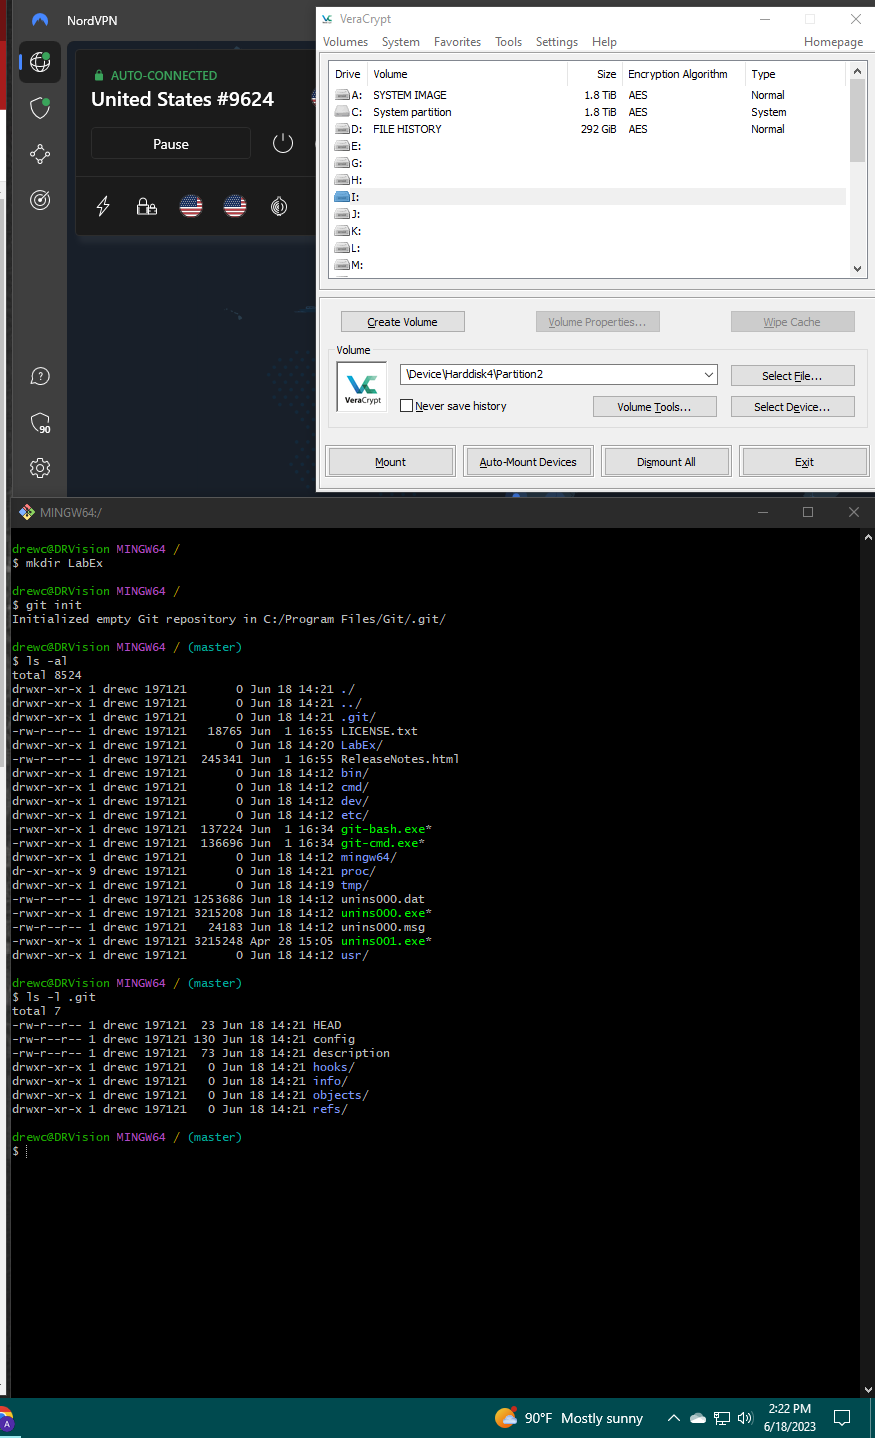 NordVPN
AUTO-CONNECTED
United States #9624
Pause
90
VeraCrypt
Volumes System Favorites Tools Settings Help Homepage
Drive Volume Size Encryption Algorithm Type
A: SYSTEM IMAGE 1.8 TiB AES Normal
C: System partition 1.8 TiB AES System
D: FILE HISTORY 292 GiB AES Normal
E:
G:
H:
I:
J:
K:
L:
M:
Create Volume Volume Properties... Wipe Cache
Volume
VC
VeraCrypt
\Device\Harddisk4\Partition2
Select File...
Never save history
Volume Tools... Select Device...
Mount Auto-Mount Devices Dismount All Exit
MINGW64:/
drewc@DRVision MINGW64 /
$ mkdir LabEx
drewc@DRVision MINGW64 /
$ git init
Initialized empty Git repository in C:/Program Files/Git/.git/
drewc@DRVision MINGW64 / (master)
$ ls -al
total 8524
drwxr-xr-x 1 drewc 197121 0 Jun 18 14:21 ./
drwxr-xr-x 1 drewc 197121 0 Jun 18 14:21 ../
drwxr-xr-x 1 drewc 197121 0 Jun 18 14:21 .git/
-rw-r--r-- 1 drewc 197121 18765 Jun 1 16:55 LICENSE.txt
drwxr-xr-x 1 drewc 197121 0 Jun 18 14:20 LabEx/
-rw-r--r-- 1 drewc 197121 245341 Jun 1 16:55 ReleaseNotes.html
drwxr-xr-x 1 drewc 197121 0 Jun 18 14:12 bin/
drwxr-xr-x 1 drewc 197121 0 Jun 18 14:12 cmd/
drwxr-xr-x 1 drewc 197121 0 Jun 18 14:12 dev/
drwxr-xr-x 1 drewc 197121 0 Jun 18 14:12 etc/
-rwxr-xr-x 1 drewc 197121 137224 Jun 1 16:34 git-bash.exe*
-rwxr-xr-x 1 drewc 197121 136696 Jun 1 16:34 git-cmd.exe*
drwxr-xr-x 1 drewc 197121 0 Jun 18 14:12 mingw64/
dr-xr-xr-x 9 drewc 197121 0 Jun 18 14:21 proc/
drwxr-xr-x 1 drewc 197121 0 Jun 18 14:19 tmp/
-rw-r--r-- 1 drewc 197121 1253686 Jun 18 14:12 unins000.dat
-rwxr-xr-x 1 drewc 197121 3215208 Jun 18 14:12 unins000.exe*
-rw-r--r-- 1 drewc 197121 24183 Jun 18 14:12 unins000.msg
-rwxr-xr-x 1 drewc 197121 3215248 Apr 28 15:05 unins001.exe*
drwxr-xr-x 1 drewc 197121 0 Jun 18 14:12 usr/
drewc@DRVision MINGW64 / (master)
$ ls -l .git
total 7
-rw-r--r-- 1 drewc 197121 23 Jun 18 14:21 HEAD
-rw-r--r-- 1 drewc 197121 130 Jun 18 14:21 config
-rw-r--r-- 1 drewc 197121 73 Jun 18 14:21 description
drwxr-xr-x 1 drewc 197121 0 Jun 18 14:21 hooks/
drwxr-xr-x 1 drewc 197121 0 Jun 18 14:21 info/
drwxr-xr-x 1 drewc 197121 0 Jun 18 14:21 objects/
drwxr-xr-x 1 drewc 197121 0 Jun 18 14:21 refs/
drewc@DRVision MINGW64 / (master)
$
A
90°F Mostly sunny
2:22 PM
6/18/2023